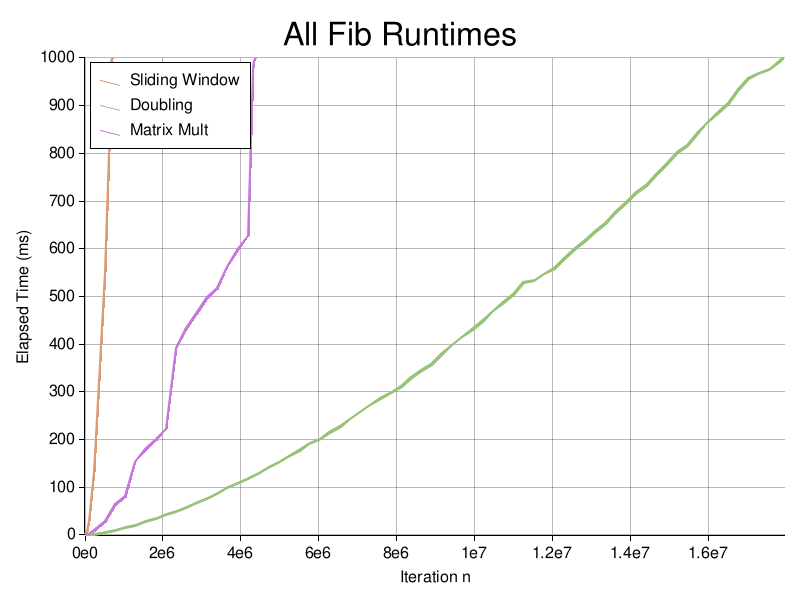 All Fib Runtimes
1000
900
800
700
600
500
400
300
200
100
0
Elapsed Time (ms)
Sliding Window
Doubling
Matrix Mult
0e0 2e6 4e6 6e6 8e6 1e7 1.2e7 1.4e7 1.6e7
Iteration n